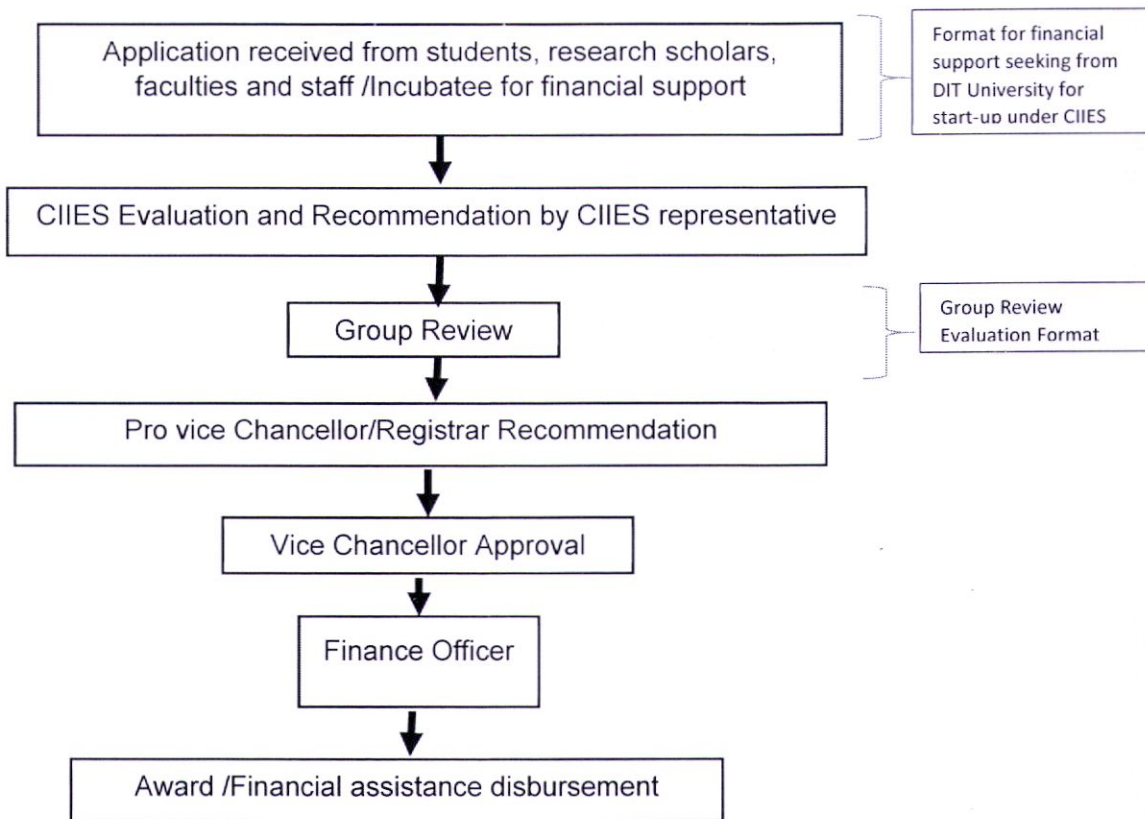 Application received from students, research scholars,
faculties and staff /Incubatee for financial support
Format for financial
support seeking from
DIT University for
start-up under CIIES
CIIES Evaluation and Recommendation by CIIES representative
Group Review
Group Review
Evaluation Format
Pro vice Chancellor/Registrar Recommendation
Vice Chancellor Approval
Finance Officer
Award /Financial assistance disbursement